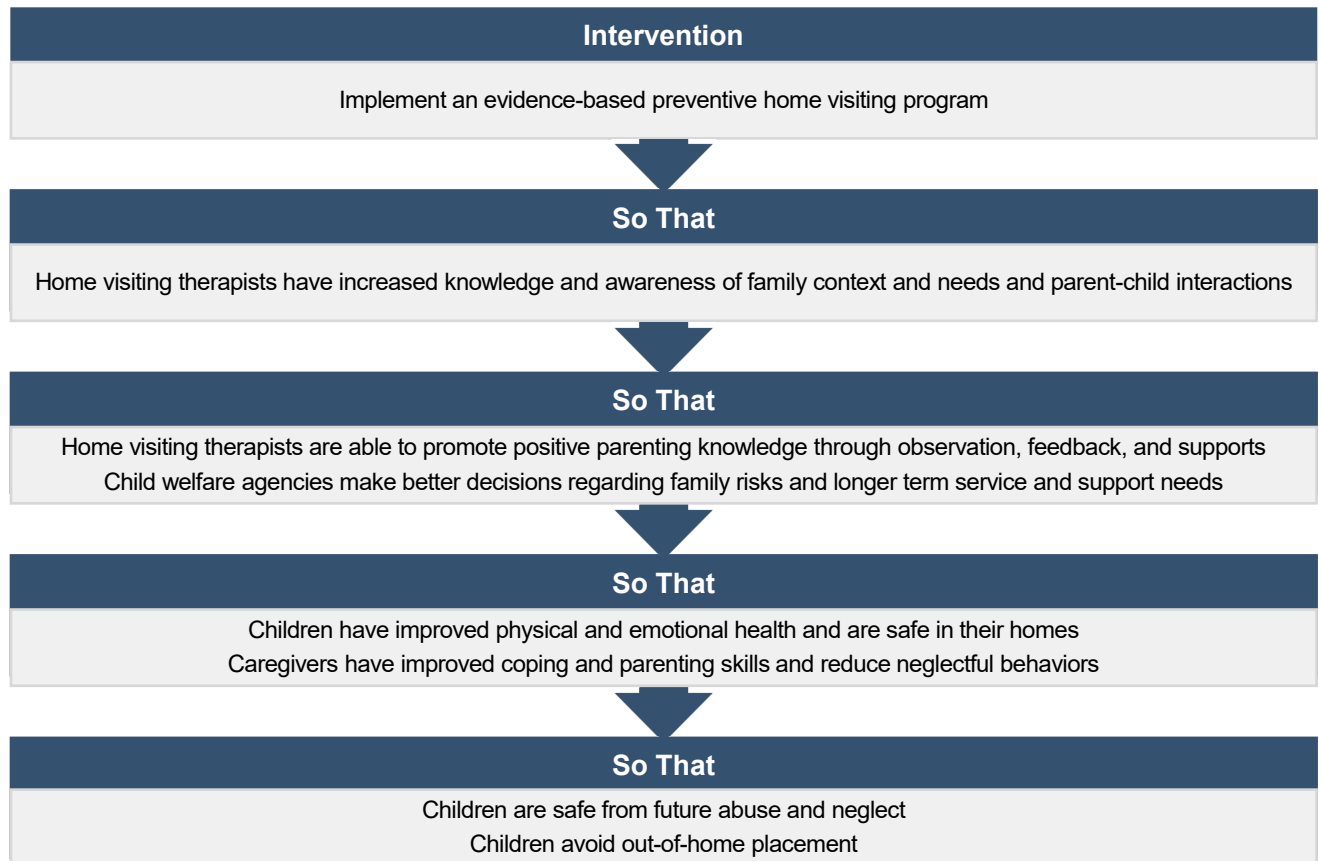 Intervention
Implement an evidence-based preventive home visiting program
So That
Home visiting therapists have increased knowledge and awareness of family context and needs and parent-child interactions
So That
Home visiting therapists are able to promote positive parenting knowledge through observation, feedback, and supports
Child welfare agencies make better decisions regarding family risks and longer term service and support needs
So That
Children have improved physical and emotional health and are safe in their homes
Caregivers have improved coping and parenting skills and reduce neglectful behaviors
So That
Children are safe from future abuse and neglect
Children avoid out-of-home placement